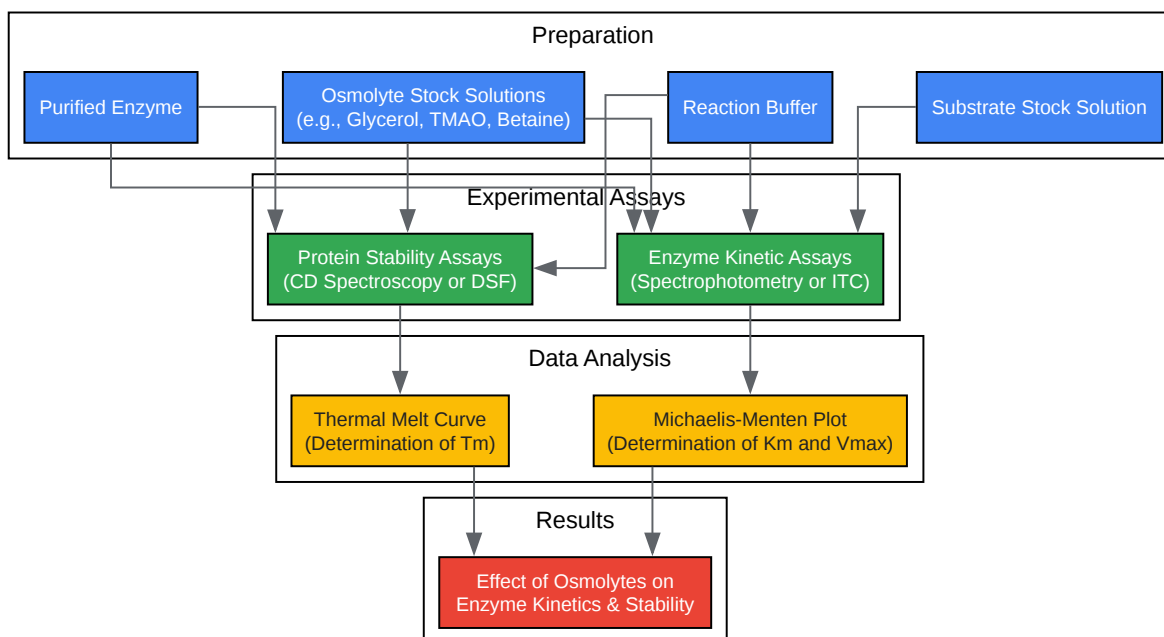 Preparation
Purified Enzyme
Osmolyte Stock Solutions
(e.g., Glycerol, TMAO, Betaine)
Reaction Buffer
Substrate Stock Solution
Experimental Assays
Protein Stability Assays
(CD Spectroscopy or DSF)
Enzyme Kinetic Assays
(Spectrophotometry or ITC)
Data Analysis
Thermal Melt Curve
(Determination of Tm)
Michaelis-Menten Plot
(Determination of Km and Vmax)
Results
Effect of Osmolytes on
Enzyme Kinetics & Stability